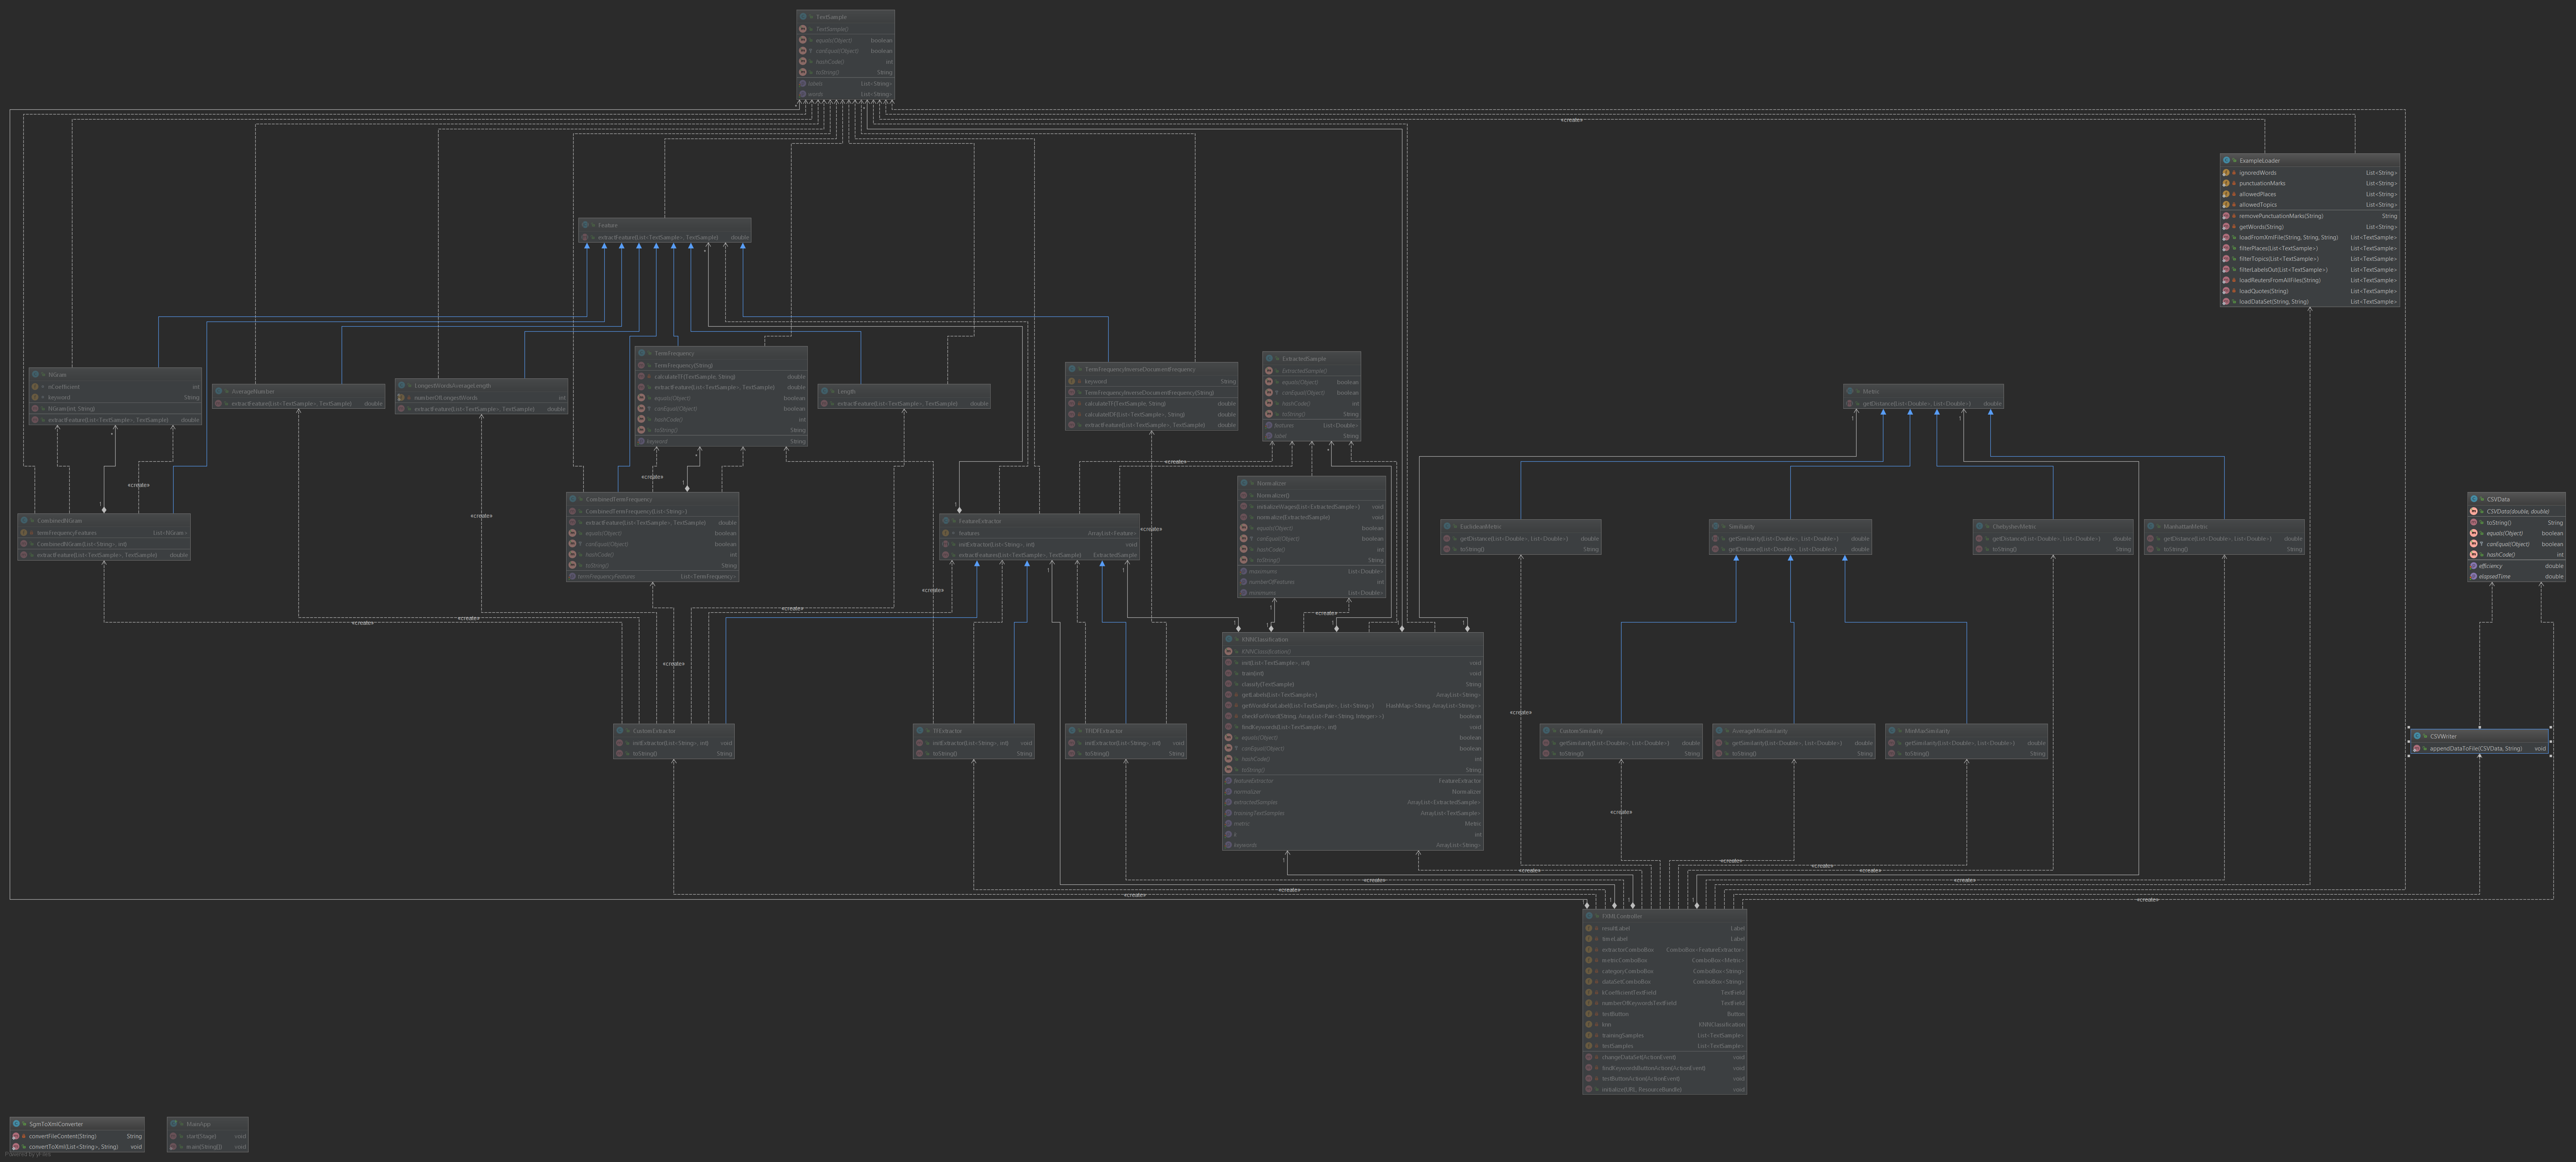 TextSample
TextSample()
equals(Object) boolean
canEqual(Object) boolean
hashCode() int
toString() String
labels List<String>
words List<String>
«create»
ExampleLoader
ignoredWords List<String>
punctuationMarks List<String>
allowedPlaces List<String>
allowedTopics List<String>
removePunctuationMarks(String) String
getWords(String) List<String>
loadFromXmlFile(String, String, String) List<TextSample>
filterPlaces(List<TextSample>) List<TextSample>
filterTopics(List<TextSample>) List<TextSample>
filterLabelsOut(List<TextSample>) List<TextSample>
loadReutersFromAllFiles(String) List<TextSample>
loadQuotes(String) List<TextSample>
loadDataSet(String, String) List<TextSample>
Feature
extractFeature(List<TextSample>, TextSample) double
NGram
nCoefficient int
keyword String
NGram(int, String)
extractFeature(List<TextSample>, TextSample) double
AverageNumber
extractFeature(List<TextSample>, TextSample) double
LongestWordsAverageLength
numberOfLongestWords int
extractFeature(List<TextSample>, TextSample) double
TermFrequency
TermFrequency(String)
calculateTF(TextSample, String) double
extractFeature(List<TextSample>, TextSample) double
equals(Object) boolean
canEqual(Object) boolean
hashCode() int
toString() String
keyword String
Length
extractFeature(List<TextSample>, TextSample) double
TermFrequencyInverseDocumentFrequency
keyword String
TermFrequencyInverseDocumentFrequency(String)
calculateTF(TextSample, String) double
calculateIDF(List<TextSample>, String) double
extractFeature(List<TextSample>, TextSample) double
ExtractedSample
ExtractedSample()
equals(Object) boolean
canEqual(Object) boolean
hashCode() int
toString() String
features List<Double>
label String
Metric
getDistance(List<Double>, List<Double>) double
«create»
«create»
«create»
CombinedNGram
termFrequencyFeatures List<NGram>
CombinedNGram(List<String>, int)
extractFeature(List<TextSample>, TextSample) double
«create»
CombinedTermFrequency
CombinedTermFrequency(List<String>)
extractFeature(List<TextSample>, TextSample) double
equals(Object) boolean
canEqual(Object) boolean
hashCode() int
toString() String
termFrequencyFeatures List<TermFrequency>
FeatureExtractor
features ArrayList<Feature>
initExtractor(List<String>, int) void
extractFeatures(List<TextSample>, TextSample) ExtractedSample
«create»
Normalizer
Normalizer()
initializeWages(List<ExtractedSample>) void
normalize(ExtractedSample) void
equals(Object) boolean
canEqual(Object) boolean
hashCode() int
toString() String
maximums List<Double>
numberOfFeatures int
minimums List<Double>
EuclideanMetric
getDistance(List<Double>, List<Double>) double
toString() String
Similarity
getSimilarity(List<Double>, List<Double>) double
getDistance(List<Double>, List<Double>) double
ChebyshevMetric
getDistance(List<Double>, List<Double>) double
toString() String
ManhattanMetric
getDistance(List<Double>, List<Double>) double
toString() String
CSVData
CSVData(double, double)
toString() String
equals(Object) boolean
canEqual(Object) boolean
hashCode() int
efficiency double
elapsedTime double
«create»
«create»
«create»
«create»
«create»
«create»
KNNClassification
KNNClassification()
init(List<TextSample>, int) void
train(int) void
classify(TextSample) String
getLabels(List<TextSample>) ArrayList<String>
getWordsForLabel(List<TextSample>, List<String>) HashMap<String, ArrayList<String>>
checkForWord(String, ArrayList<Pair<String, Integer>>) boolean
findKeywords(List<TextSample>, int) void
equals(Object) boolean
canEqual(Object) boolean
hashCode() int
toString() String
featureExtractor FeatureExtractor
normalizer Normalizer
extractedSamples ArrayList<ExtractedSample>
trainingTextSamples ArrayList<TextSample>
metric Metric
k int
keywords ArrayList<String>
«create»
CustomExtractor
initExtractor(List<String>, int) void
toString() String
TFExtractor
initExtractor(List<String>, int) void
toString() String
TFIDFExtractor
initExtractor(List<String>, int) void
toString() String
«create»
CustomSimilarity
getSimilarity(List<Double>, List<Double>) double
toString() String
AverageMinSimilarity
getSimilarity(List<Double>, List<Double>) double
toString() String
MinMaxSimilarity
getSimilarity(List<Double>, List<Double>) double
toString() String
CSVWriter
appendDataToFile(CSVData, String) void
«create»
«create»
«create»
«create»
«create»
«create»
«create»
«create»
«create»
«create»
FXMLController
resultLabel Label
timeLabel Label
extractorComboBox ComboBox<FeatureExtractor>
metricComboBox ComboBox<Metric>
categoryComboBox ComboBox<String>
dataSetComboBox ComboBox<String>
kCoefficientTextField TextField
numberOfKeywordsTextField TextField
testButton Button
knn KNNClassification
trainingSamples List<TextSample>
testSamples List<TextSample>
changeDataSet(ActionEvent) void
findKeywordsButtonAction(ActionEvent) void
testButtonAction(ActionEvent) void
initialize(URL, ResourceBundle) void
SgmToXmlConverter
convertFileContent(String) String
convertToXml(List<String>, String) void
MainApp
start(Stage) void
main(String[]) void
Powered by yFiles